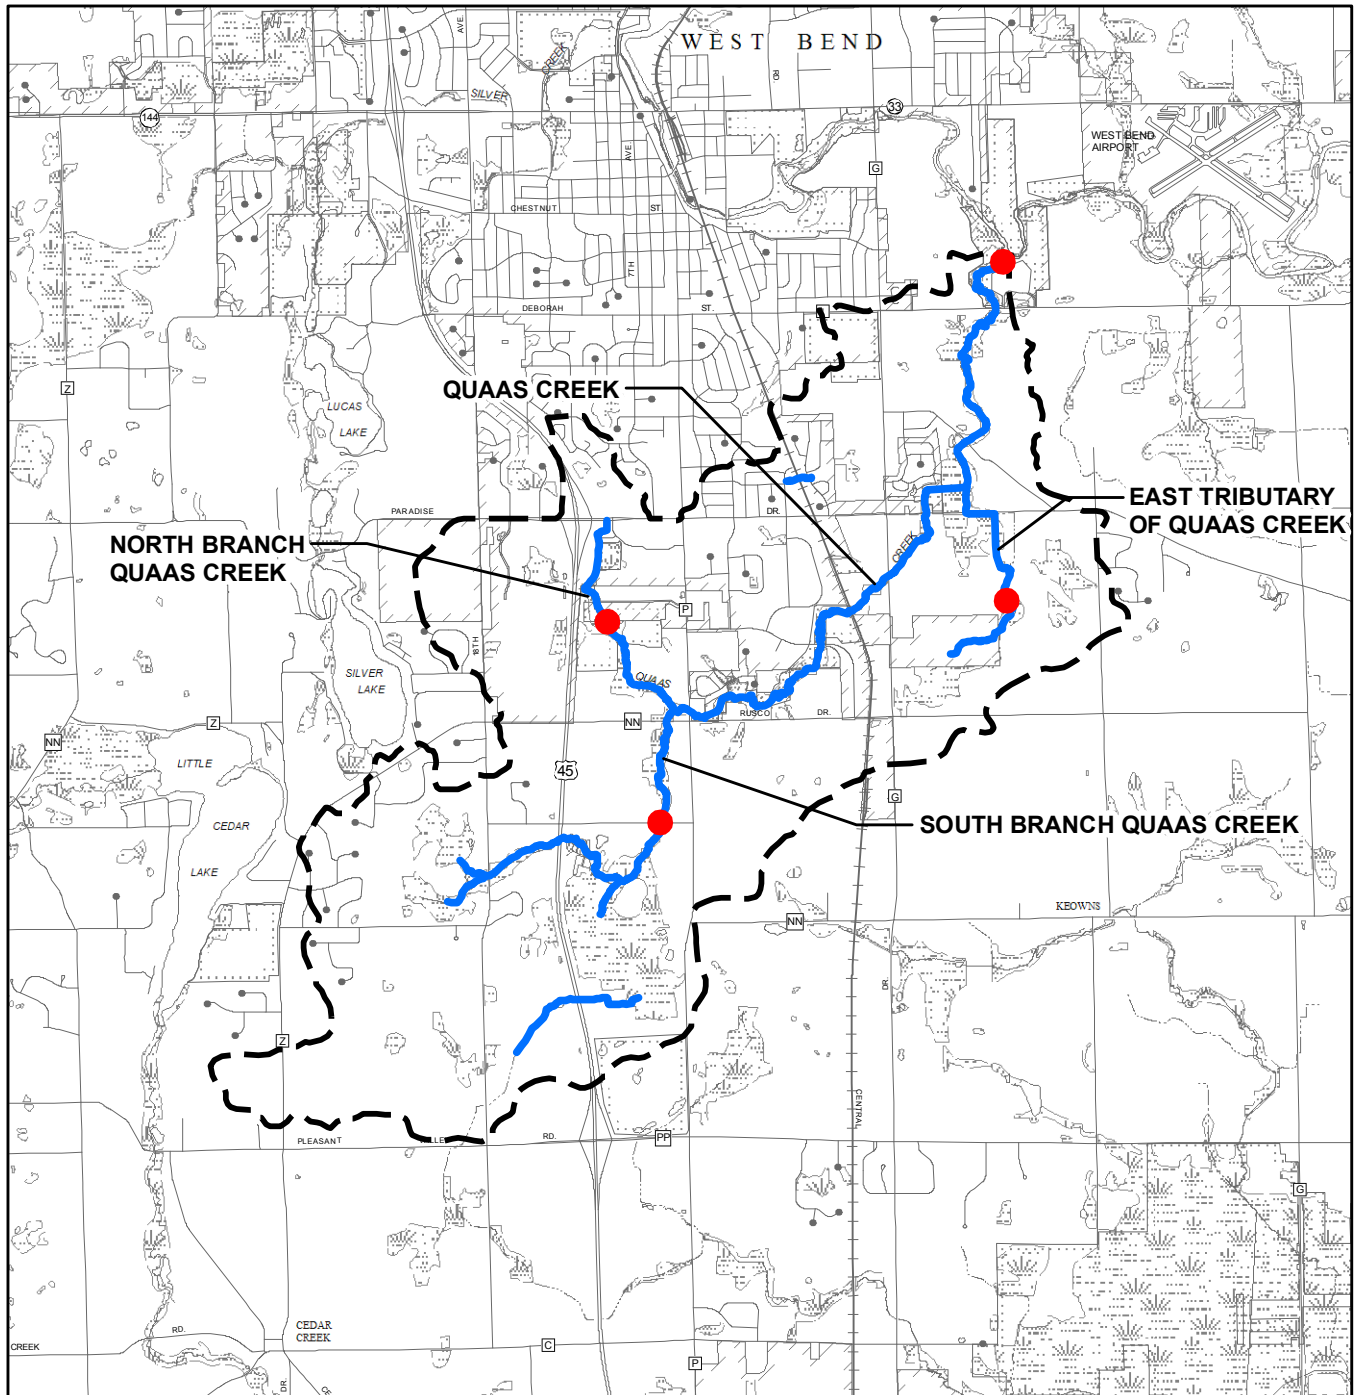 AVE.
WEST BEND
CREEK
SILVER
RD
33
144
WEST BEND
AIRPORT
AVE
G
CHESTNUT
ST.
7TH
DEBORAH
ST.
Z
QUAAS CREEK
LUCAS
LAKE
EAST TRIBUTARY
OF QUAAS CREEK
PARADISE
DR.
NORTH BRANCH
QUAAS CREEK
CREEK
P
18TH
SILVER
LAKE
QUAAS
RUSCO
DR.
Z
NN
NN
LITTLE
45
CEDAR
G
SOUTH BRANCH QUAAS CREEK
LAKE
KEOWNS
NN
DR.
Z
CENTRAL
PLEASANT
RD.
PP
G
CEDAR
CREEK
RD.
CREEK
C
P
DR.